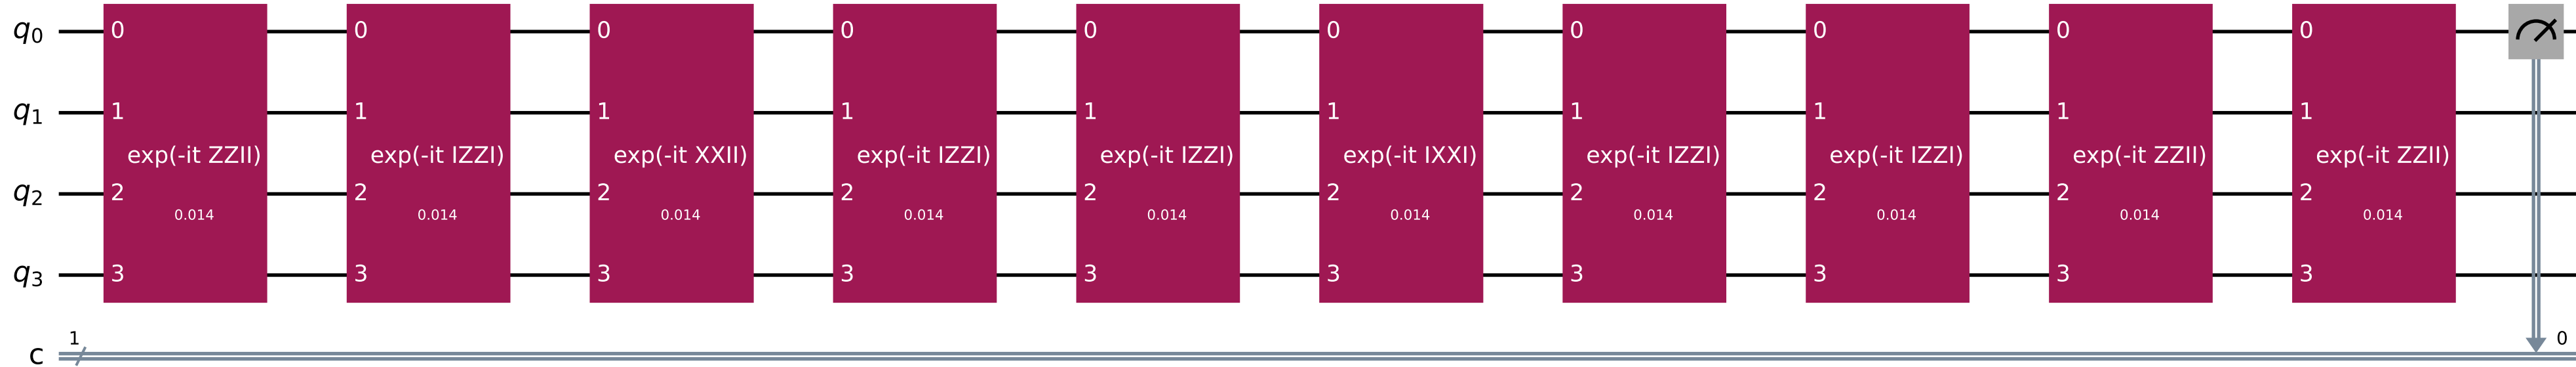 q0 0 0 0 0 0 0 0 0 0 0
q1 1 1 1 1 1 1 1 1 1 1
exp(-it ZZII) exp(-it IZZI) exp(-it XXII) exp(-it IZZI) exp(-it IZZI) exp(-it IXXI) exp(-it IZZI) exp(-it IZZI) exp(-it ZZII) exp(-it ZZII)
q2 2 2 2 2 2 2 2 2 2 2
0.014 0.014 0.014 0.014 0.014 0.014 0.014 0.014 0.014 0.014
q3 3 3 3 3 3 3 3 3 3 3
1 0
c